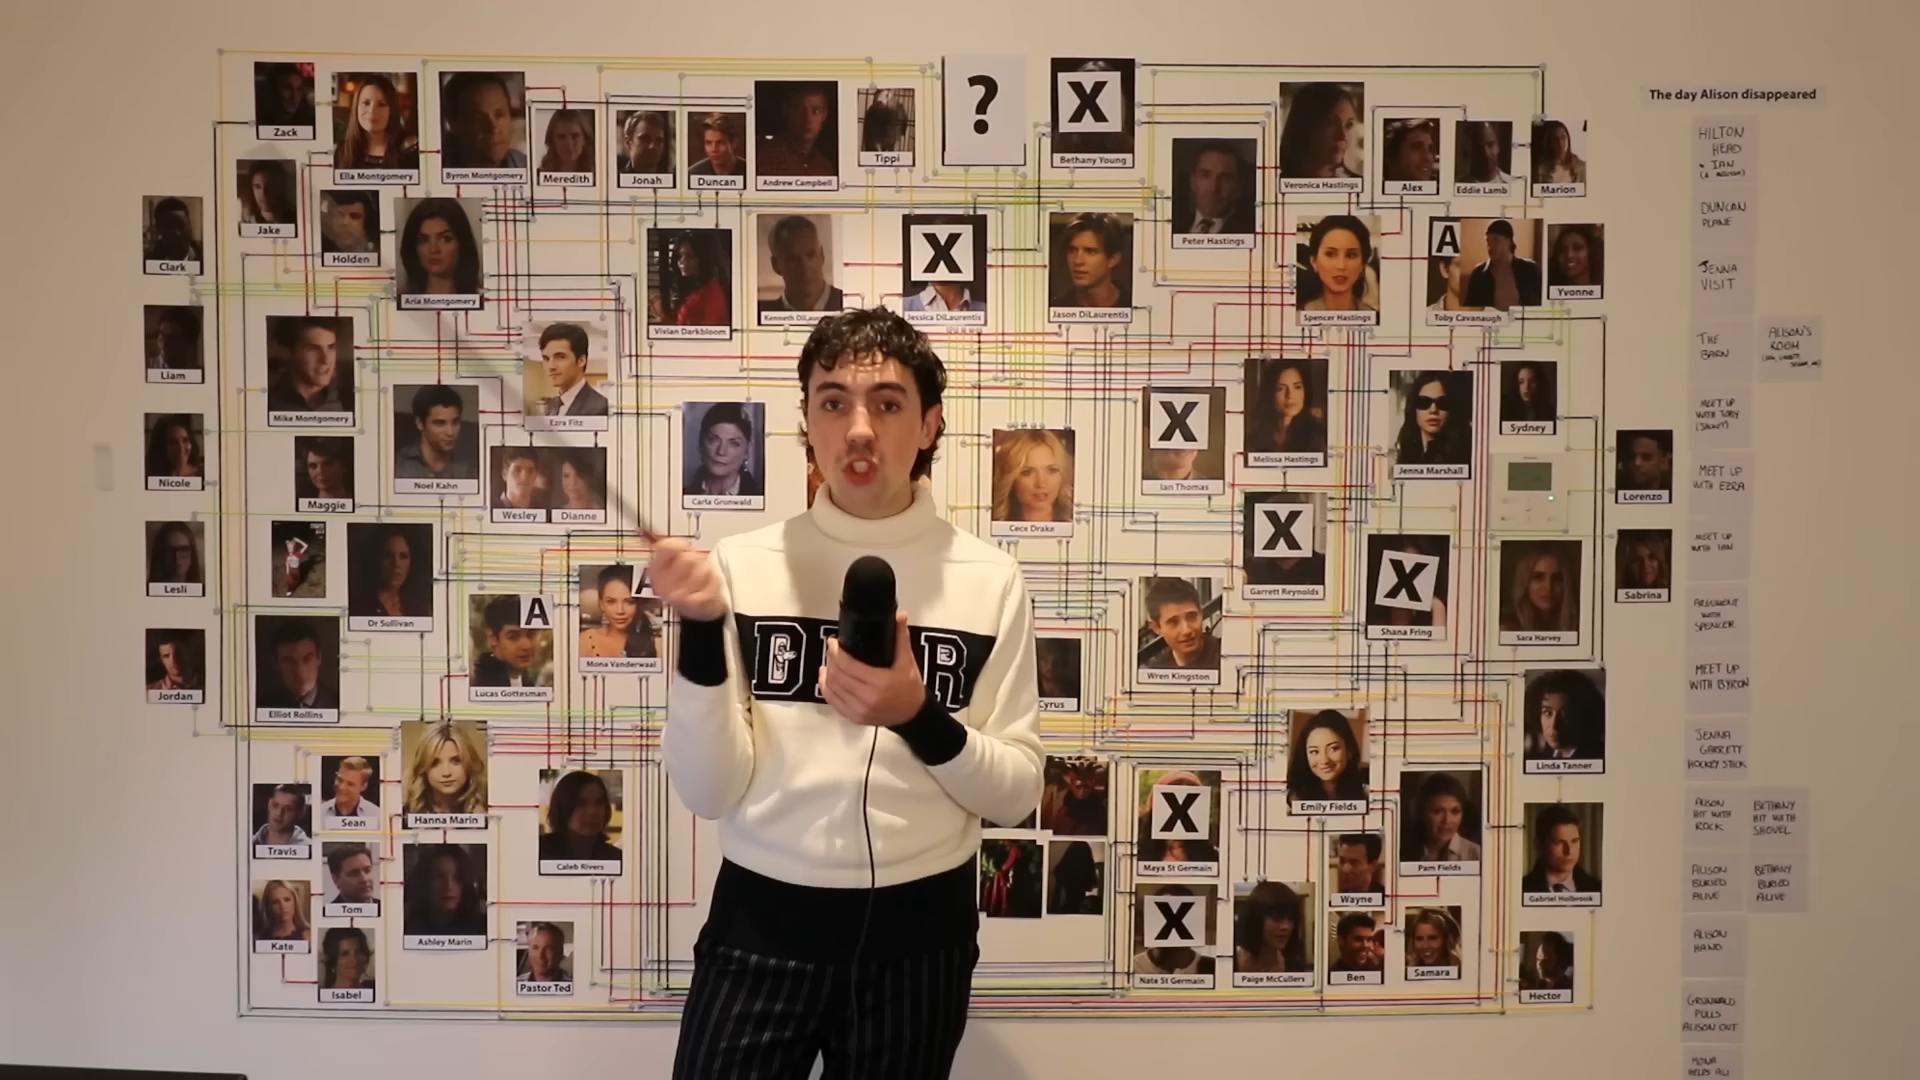 ?
X
Bethany Young
The day Alison disappeared
Zack
Ella Montgomery
Byron Montgomery
Meredith
Jonah
Duncan
Andrew Campbell
Tippi
Veronica Hastings
Alex
Eddie Lamb
Marion
Jake
Holden
Clark
Aria Montgomery
Vivian Darkbloom
X
Jessica DiLaurentis
Jason DiLaurentis
Peter Hastings
Spencer Hastings
A
Toby Cavanaugh
Yvonne
Liam
Mike Montgomery
Ezra Fitz
Nicole
Maggie
Noel Kahn
Wesley
Dianne
Carla Grunwald
Cece Drake
X
Ian Thomas
Melissa Hastings
Jenna Marshall
Sydney
Lorenzo
Lesli
Dr Sullivan
A
Lucas Gottesman
Mona Vanderwaal
X
Garrett Reynolds
X
Shana Fring
Sara Harvey
Sabrina
Jordan
Elliot Rollins
Cyrus
Wren Kingston
Linda Tanner
Sean
Travis
Hanna Marin
Caleb Rivers
X
Maya St Germain
Emily Fields
Pam Fields
Gabriel Holbrook
Kate
Tom
Isabel
Ashley Marin
Pastor Ted
X
Nate St Germain
Paige McCullers
Wayne
Ben
Samara
Hector
HILTON
HEAD
IAN
DUNCAN
PLANE
JENNA
VISIT
THE
BARN
ALISON'S
ROOM
MEET UP
WITH TOBY
MEET UP
WITH EZRA
MEET UP
WITH IAN
ARGUMENT
WITH
SPENCER
MEET UP
WITH BYRON
JENNA
GARRETT
HOCKEY STICK
ALISON
HIT WITH
ROCK
BETHANY
HIT WITH
SHOVEL
ALISON
BURIED
ALIVE
BETHANY
BURIED
ALIVE
ALISON
HAND
GRUNWALD
PULLS
ALISON OUT
MONA
HELPS ALI